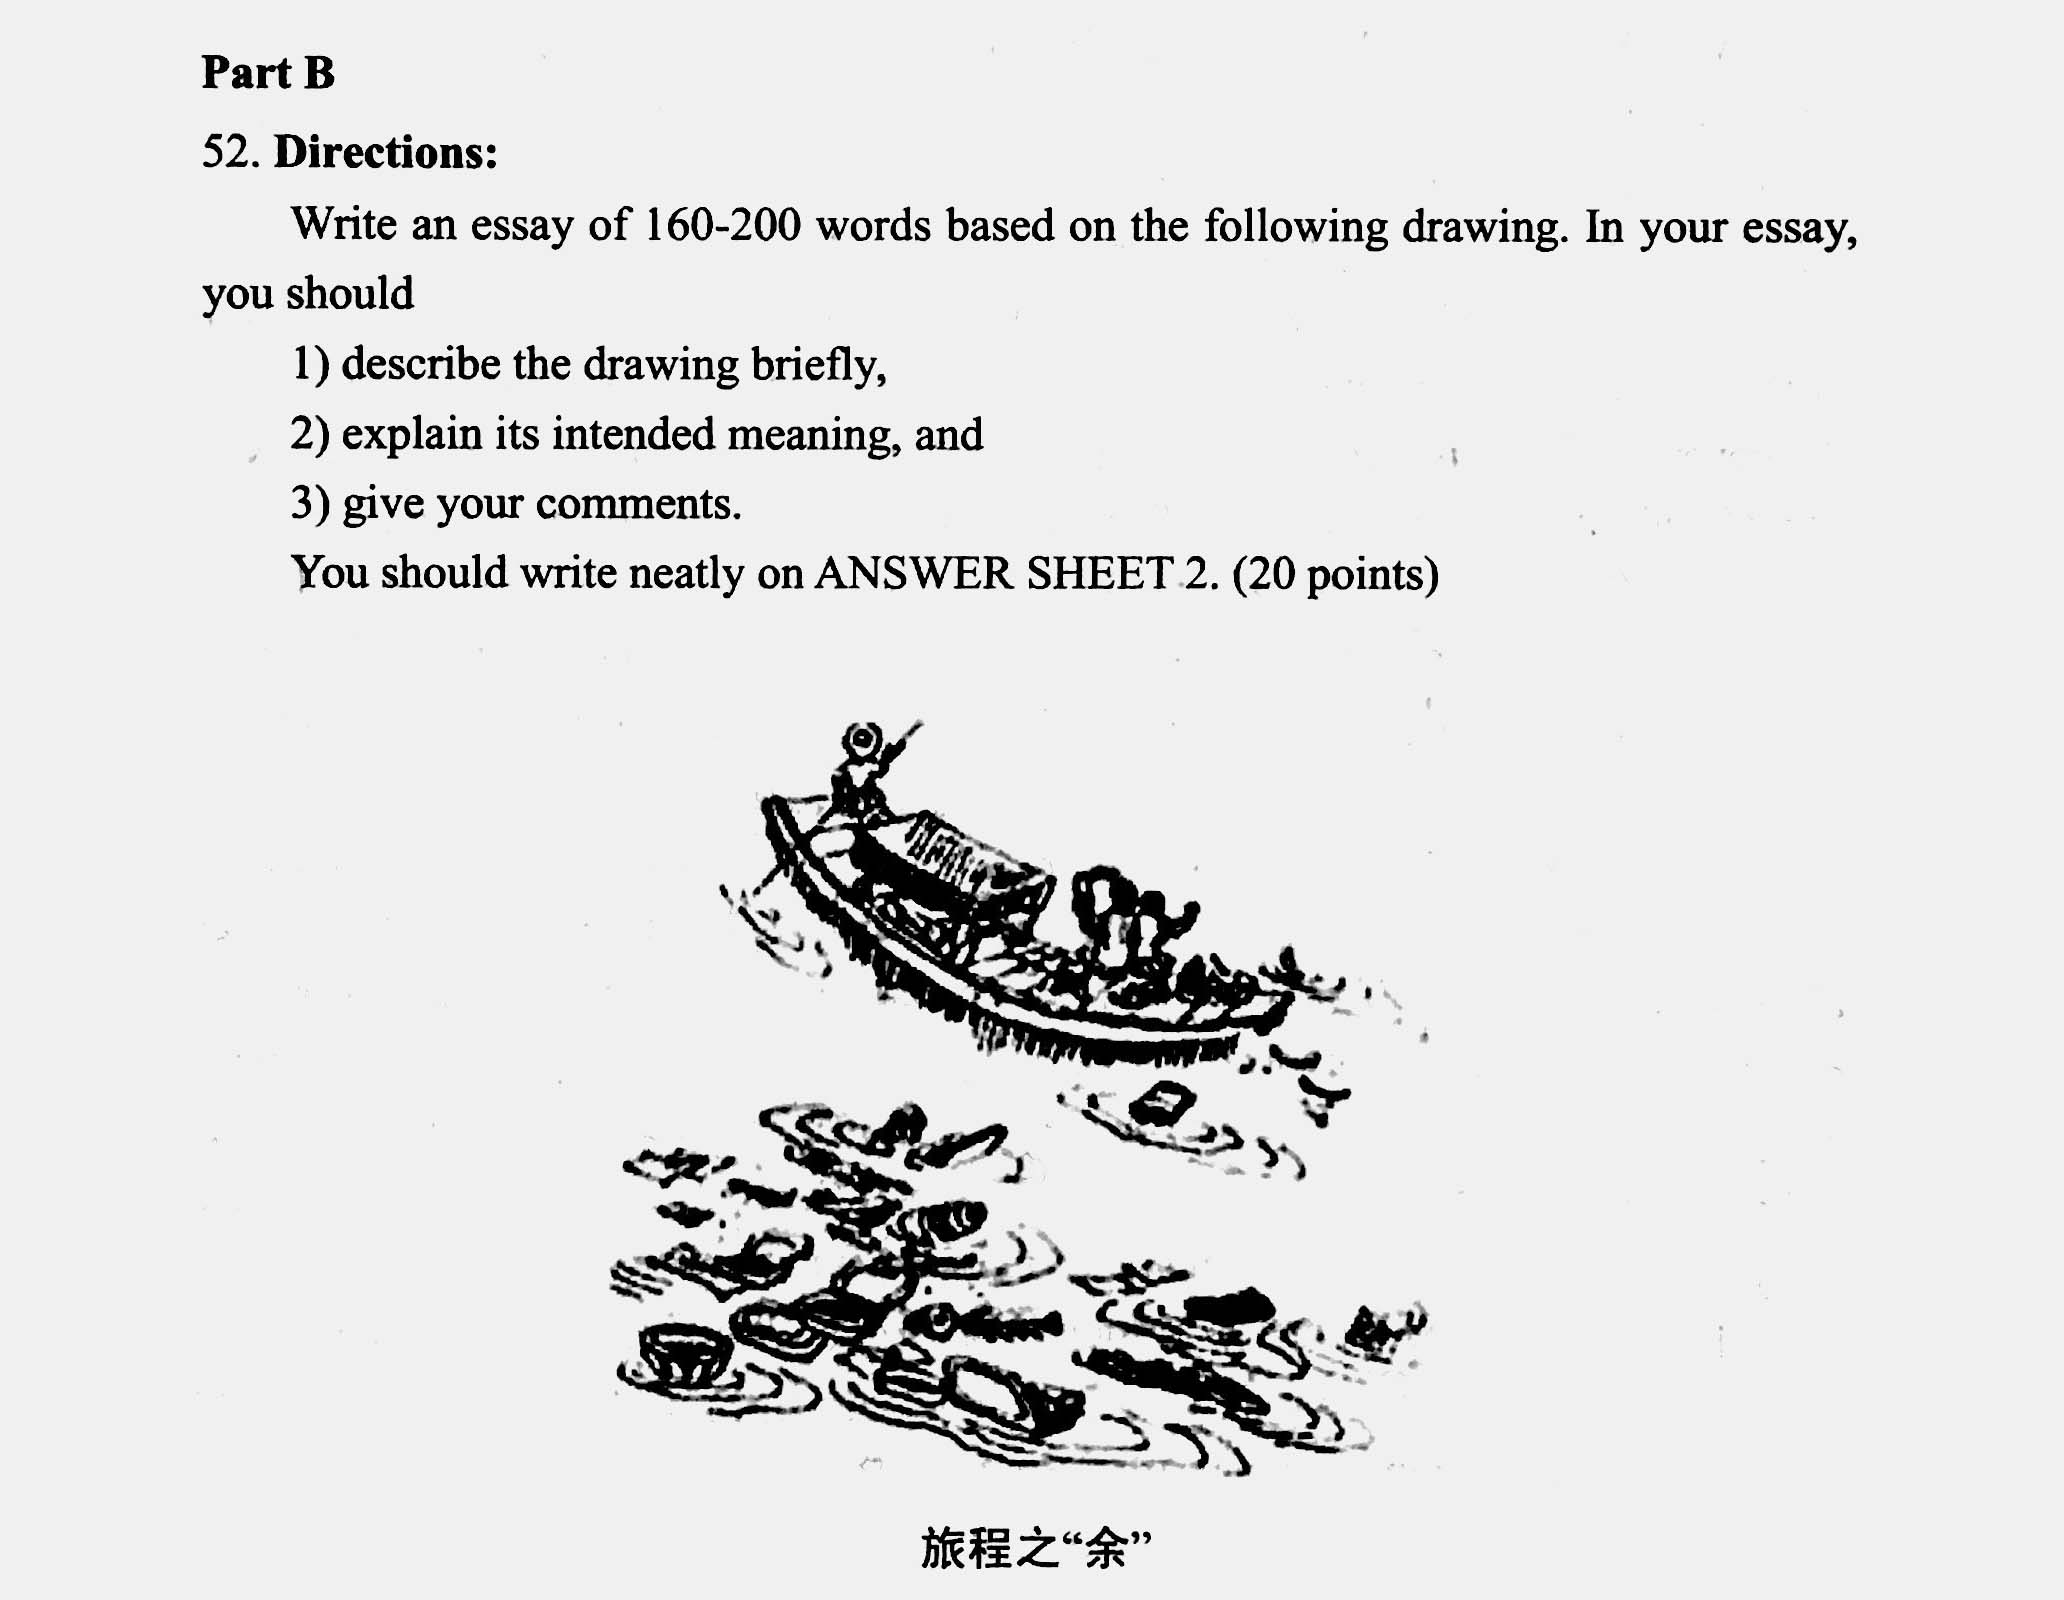 Part B
52. Directions:
Write an essay of 160-200 words based on the following drawing. In your essay,
you should
1) describe the drawing briefly,
2) explain its intended meaning, and
3) give your comments.
You should write neatly on ANSWER SHEET 2. (20 points)
旅程之“余”